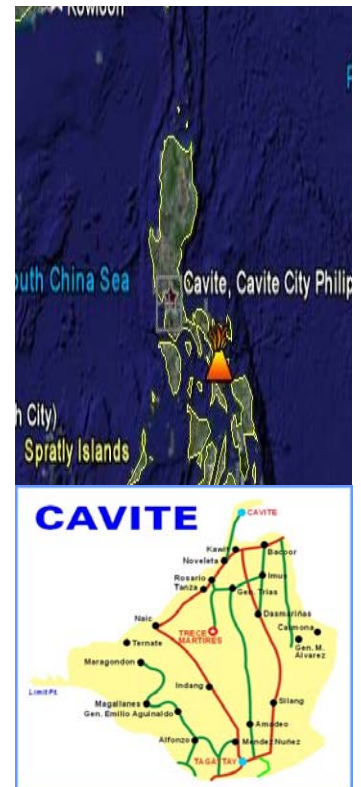 Kowloon
South China Sea
Cavite, Cavite City Philip
h City)
Spratly Islands
CAVITE
CAVITE
Kawit
Bacoor
Noveleta
Rosario
Imus
Tanza
Gen. Trias
Dasmariñas
Naic
TRECE
MARTIRES
Carmona
Ternate
Gen. M.
Alvarez
Maragondon
Indang
Limit Pt.
Silang
Magallanes
Gen. Emilio Aguinaldo
Amadeo
Alfonzo
Mendez Nuñez
TAGAYTAY